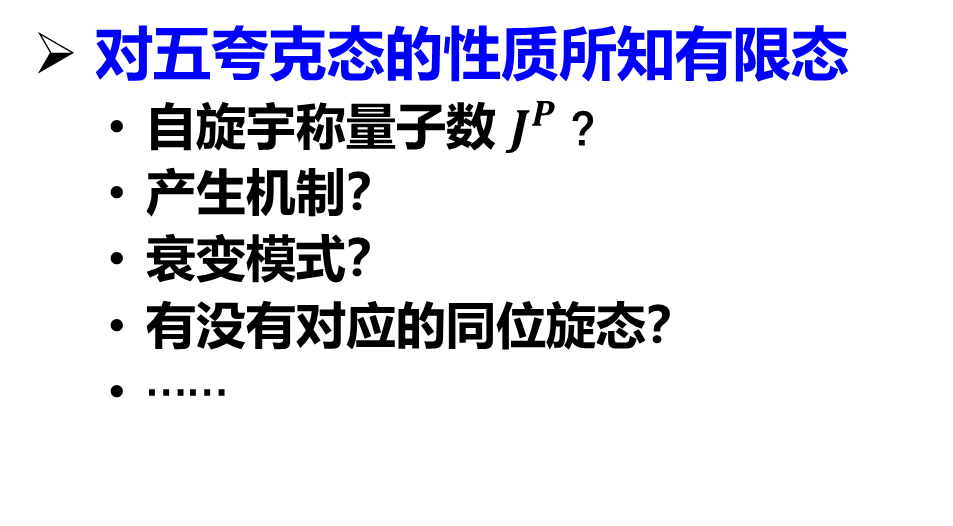 ➢ 对五夸克态的性质所知有限态
• 自旋宇称量子数 J^P ?
• 产生机制?
• 衰变模式?
• 有没有对应的同位旋态?
• ……